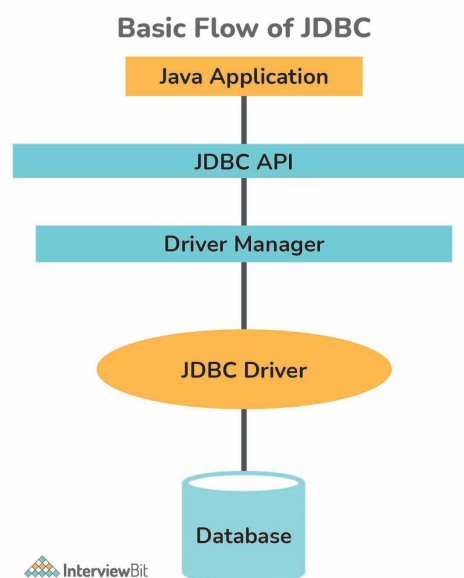 Basic Flow of JDBC
Java Application
JDBC API
Driver Manager
JDBC Driver
Database
InterviewBit